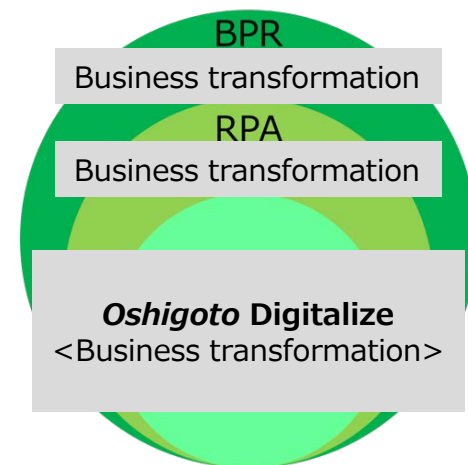 BPR
Business transformation
RPA
Business transformation
Oshigoto Digitalize
<Business transformation>